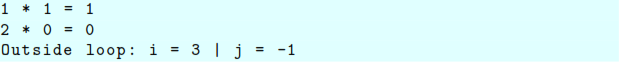 1 * 1 = 1
2 * 0 = 0
Outside loop: i = 3 | j = -1